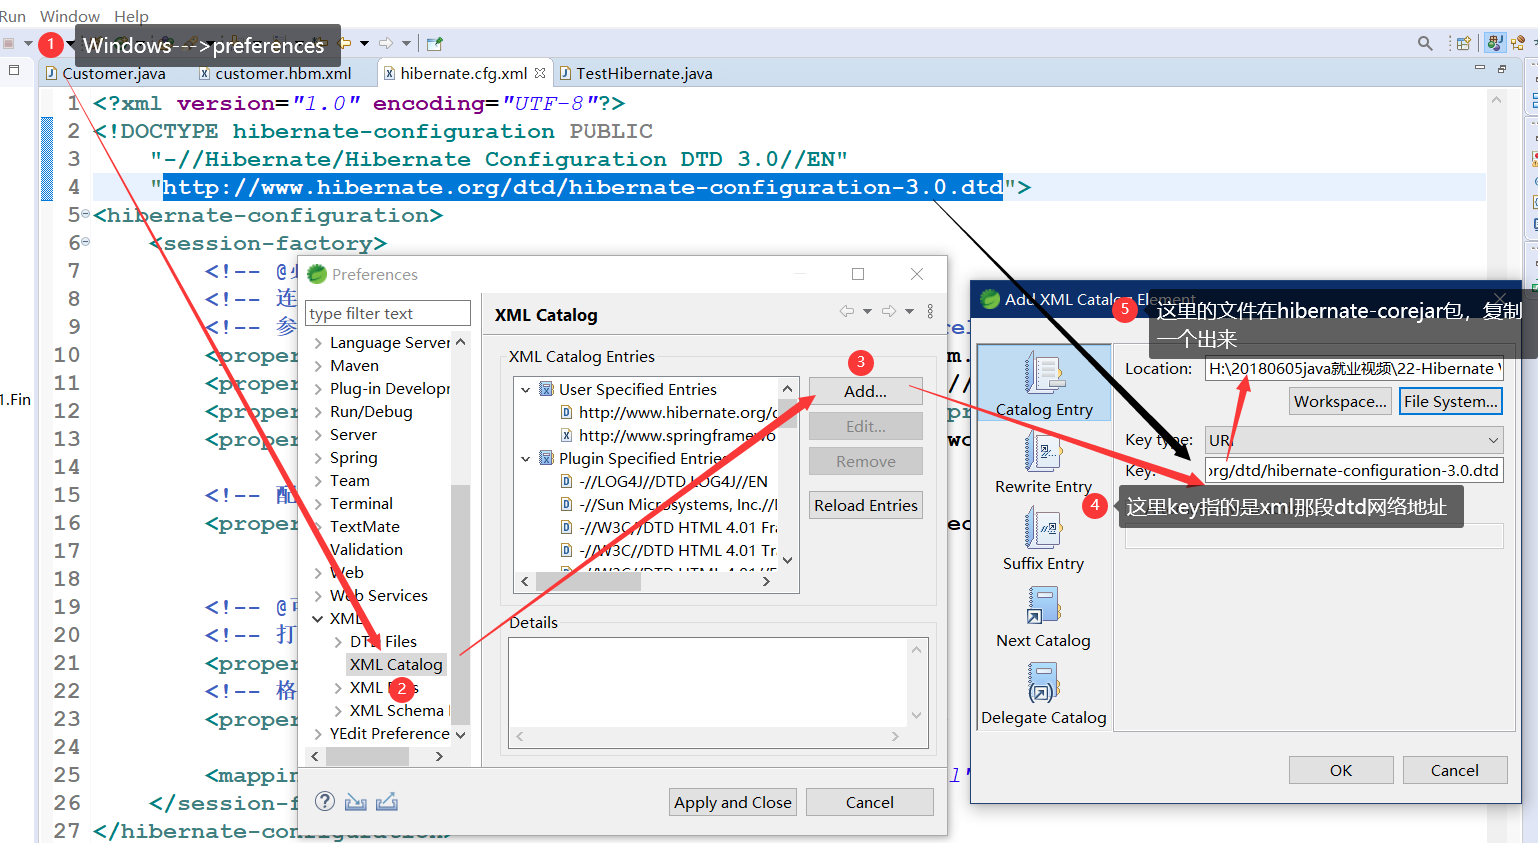 Run Window Help
1 Windows--->preferences
Customer.java
customer.hbm.xml
hibernate.cfg.xml
TestHibernate.java
1 <?xml version="1.0" encoding="UTF-8"?>
2 <!DOCTYPE hibernate-configuration PUBLIC
3 "-//Hibernate/Hibernate Configuration DTD 3.0//EN"
4 "http://www.hibernate.org/dtd/hibernate-configuration-3.0.dtd">
5 <hibernate-configuration>
6 <session-factory>
7 <!-- @
8 <!-- 连
9 <!-- 参
10 <proper
11 <proper
12 <proper
13 <proper
14
15 <!-- 配
16 <proper
17
18
19 <!-- @
20 <!-- 打
21 <proper
22 <!-- 格
23 <proper
24
25 <mappin
26 </session-f
27 </hibernate-configuration>
1.Fin
Preferences
type filter text
Language Server
Maven
Plug-in Developr
Run/Debug
Server
Spring
Team
Terminal
TextMate
Validation
Web
Web Services
XML
DTD Files
XML Catalog
2
XML Files
XML Schema
YEdit Preference
XML Catalog
XML Catalog Entries
User Specified Entries
http://www.hibernate.org/c
http://www.springframewo
Plugin Specified Entries
-//LOG4J//DTD LOG4J//EN
-//Sun Microsystems, Inc.//
-//W3C//DTD HTML 4.01 Fra
-//W3C//DTD HTML 4.01 Tra
-//W3C//DTD HTML 4.01//E
3
Add...
Edit...
Remove
Reload Entries
Details
Apply and Close
Cancel
Add XML Catalog Element
5 这里的文件在hibernate-corejar包，复制
一个出来
Catalog Entry
Rewrite Entry
Suffix Entry
Next Catalog
Delegate Catalog
Location: H:\20180605java就业视频\22-Hibernate \
Workspace...
File System...
Key type: URI
Key: org/dtd/hibernate-configuration-3.0.dtd
4 这里key指的是xml那段dtd网络地址
OK
Cancel